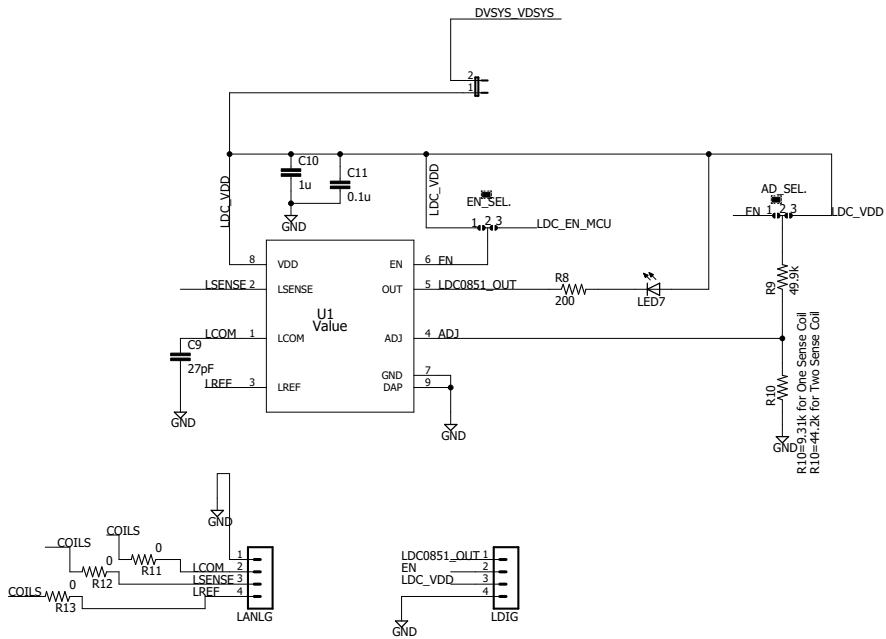 DVSYS_VDSYS
2
1
C10
1u
C11
0.1u
GND
LDC_VDD
LDC_VDD
EN_SEL.
1 2 3
LDC_EN_MCU
AD_SEL.
EN 1 2 3 LDC_VDD
8 VDD
EN 6 EN
LSENSE 2 LSENSE
OUT 5 LDC0851_OUT
R8
200
LED7
R9
49.9k
U1
Value
LCOM 1 LCOM
ADJ 4 ADJ
C9
27pF
GND 7
DAP 9
LREF 3 LREF
R10
GND
GND
GND
R10=9.31k for One Sense Coil
R10=44.2k for Two Sense Coil
GND
COILS
COILS
COILS
0
R11
0
R12
0
R13
1
LCOM 2
LSENSE 3
LREF 4
LANLG
LDC0851_OUT 1
EN 2
LDC_VDD 3
4
GND
LDIG